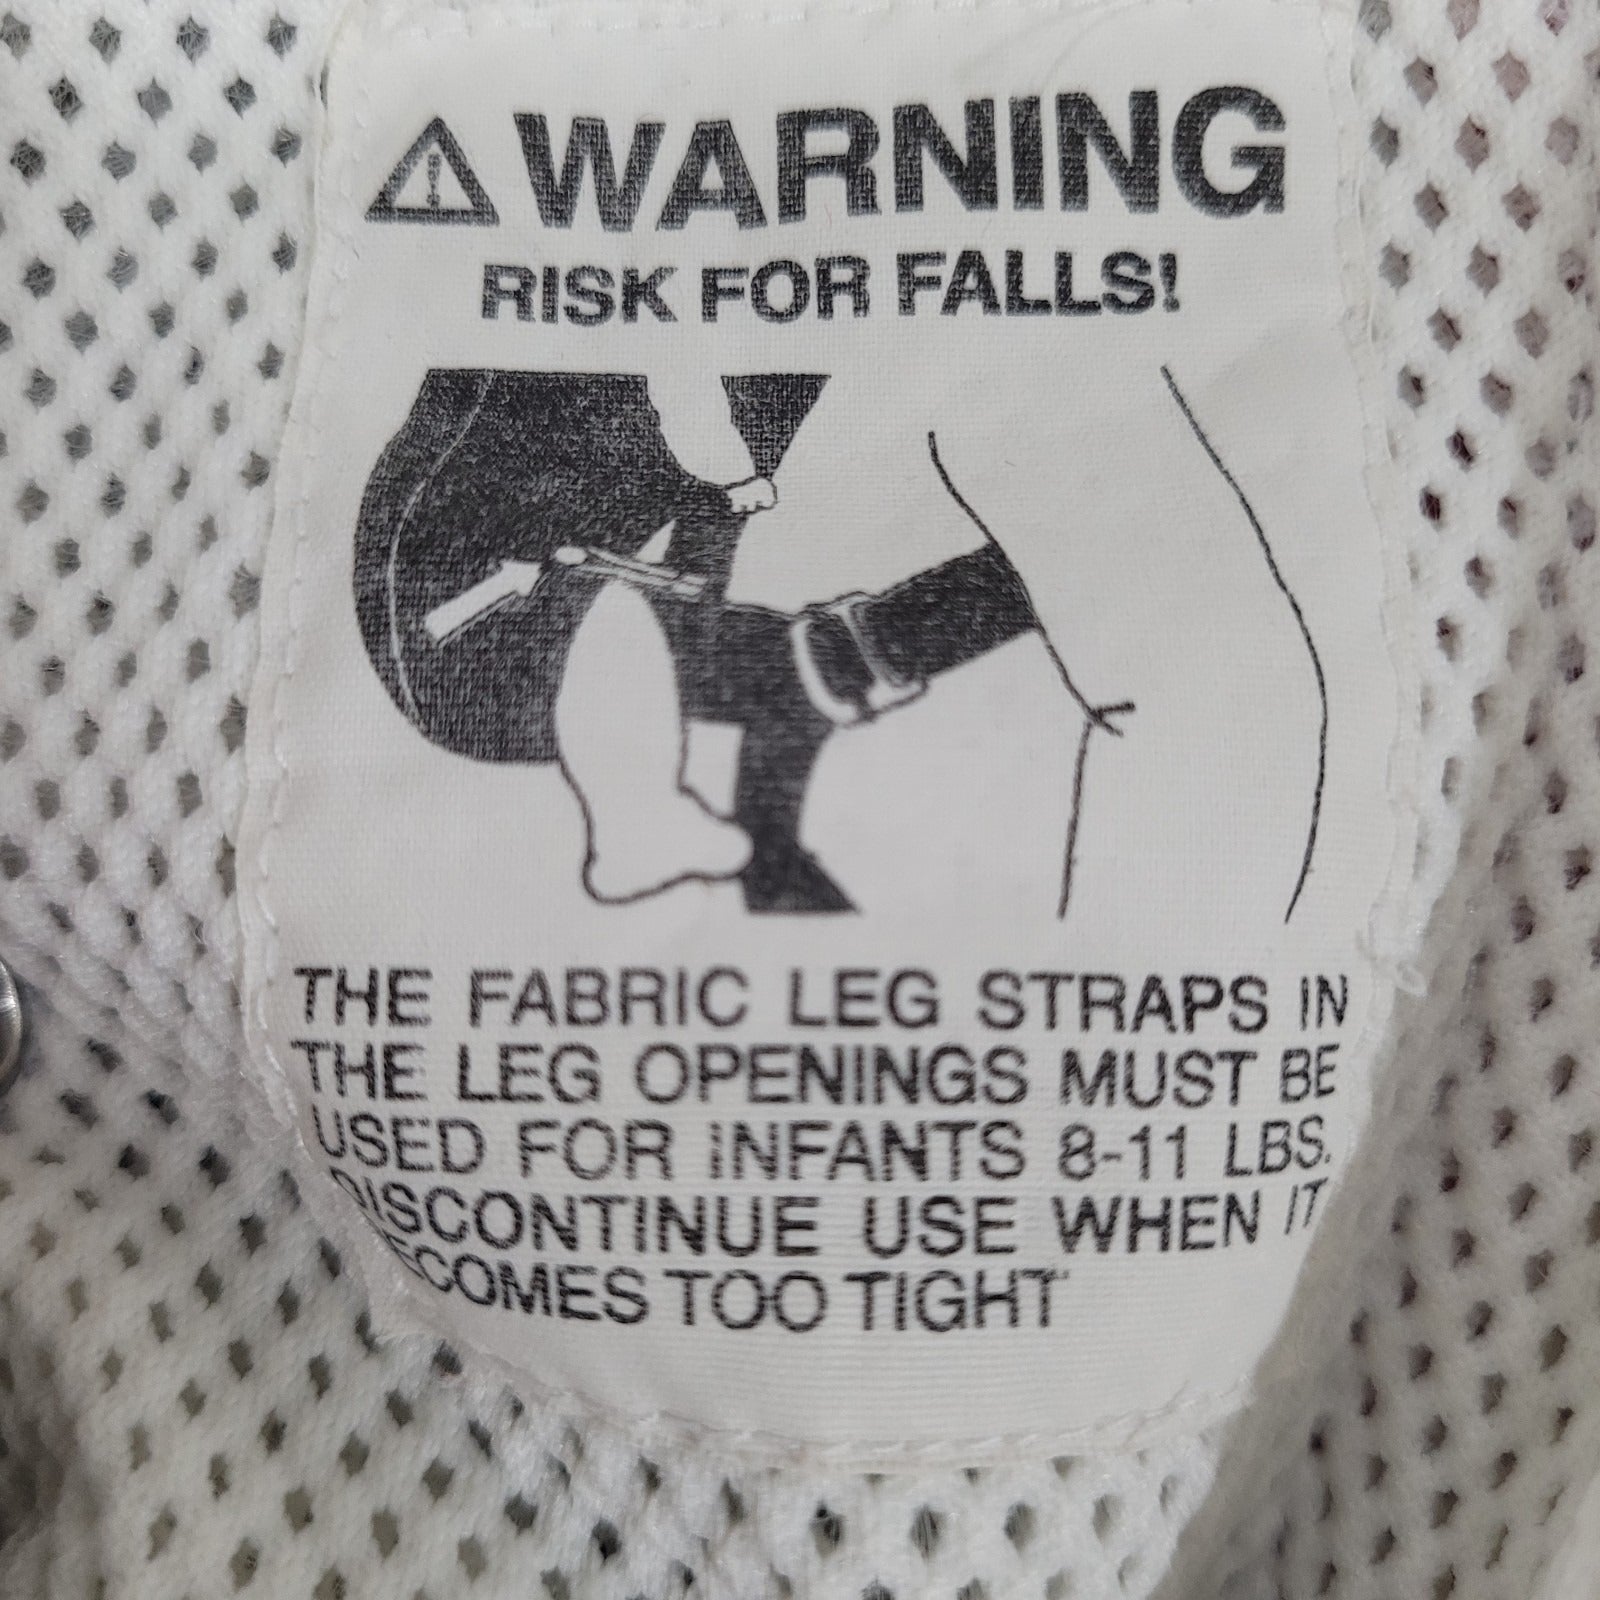 ⚠WARNING
RISK FOR FALLS!
THE FABRIC LEG STRAPS IN
THE LEG OPENINGS MUST BE
USED FOR INFANTS 8-11 LBS.
DISCONTINUE USE WHEN IT
BECOMES TOO TIGHT